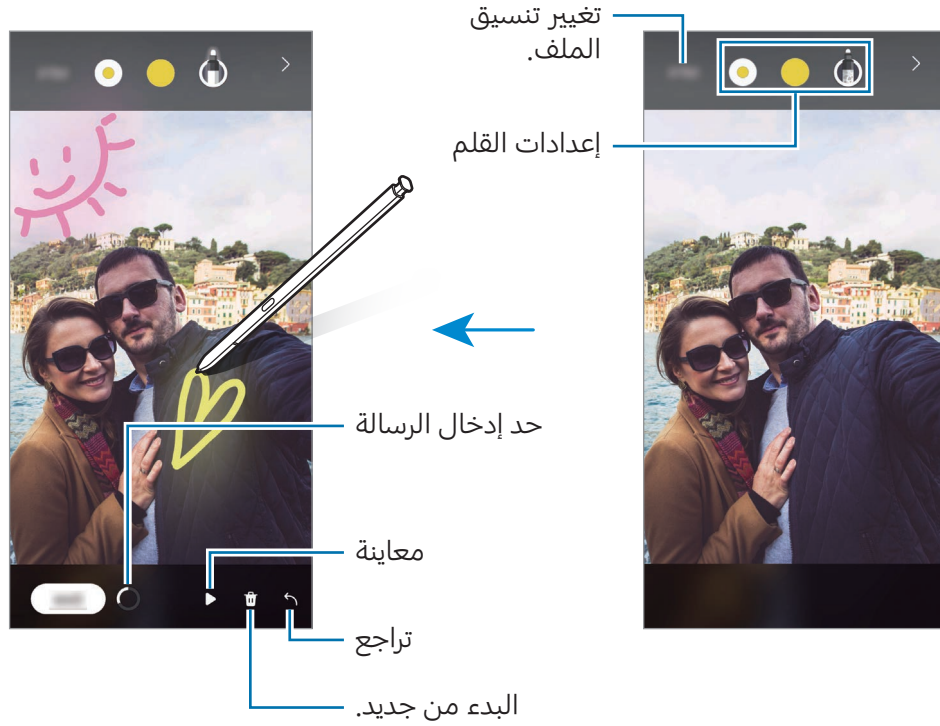 تغيير تنسيق
الملف.
إعدادات القلم
حد إدخال الرسالة
معاينة
تراجع
البدء من جديد.